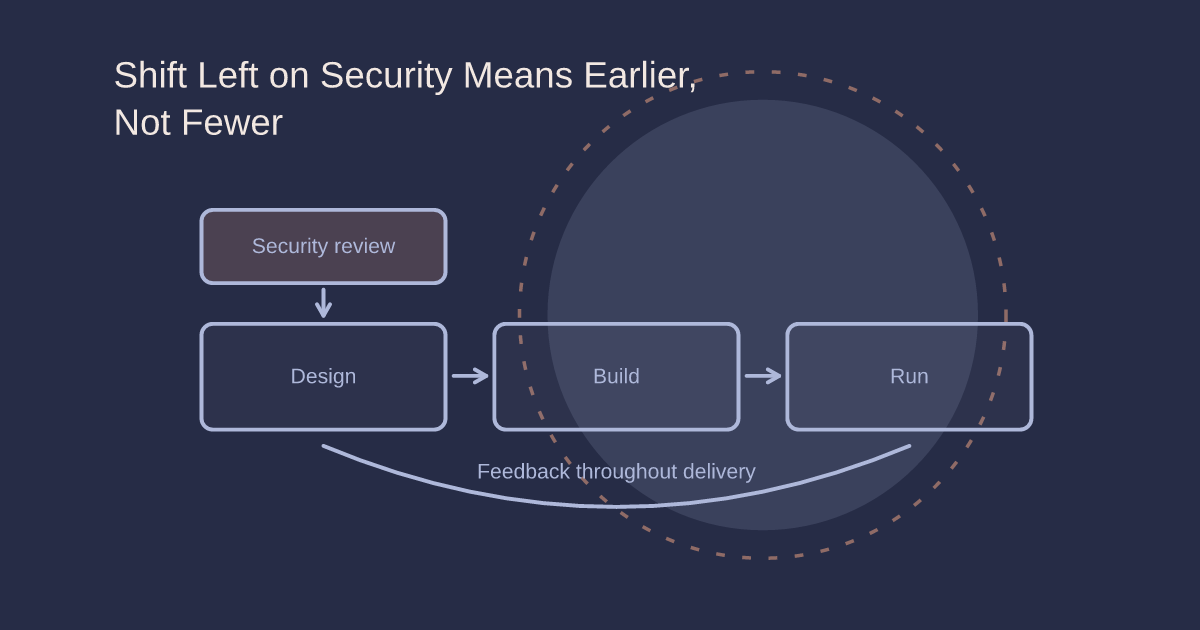 Shift Left on Security Means Earlier,
Not Fewer
Security review
Design
Build
Run
Feedback throughout delivery